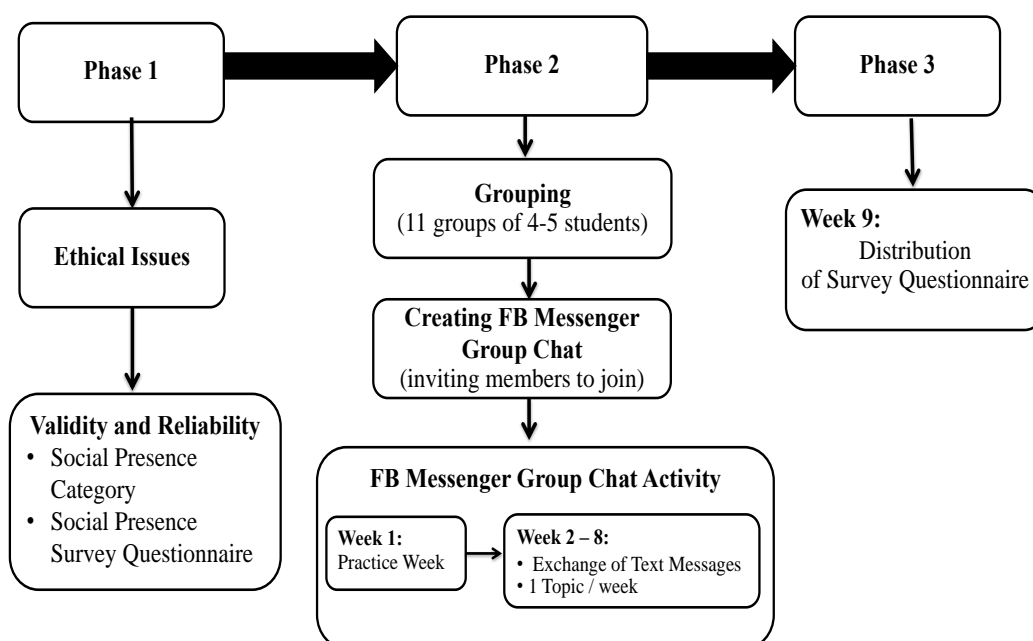 Phase 1
Phase 2
Phase 3
Ethical Issues
Validity and Reliability
• Social Presence
Category
• Social Presence
Survey Questionnaire
Grouping
(11 groups of 4-5 students)
Creating FB Messenger
Group Chat
(inviting members to join)
FB Messenger Group Chat Activity
Week 1:
Practice Week
Week 2 – 8:
• Exchange of Text Messages
• 1 Topic / week
Week 9:
Distribution
of Survey Questionnaire